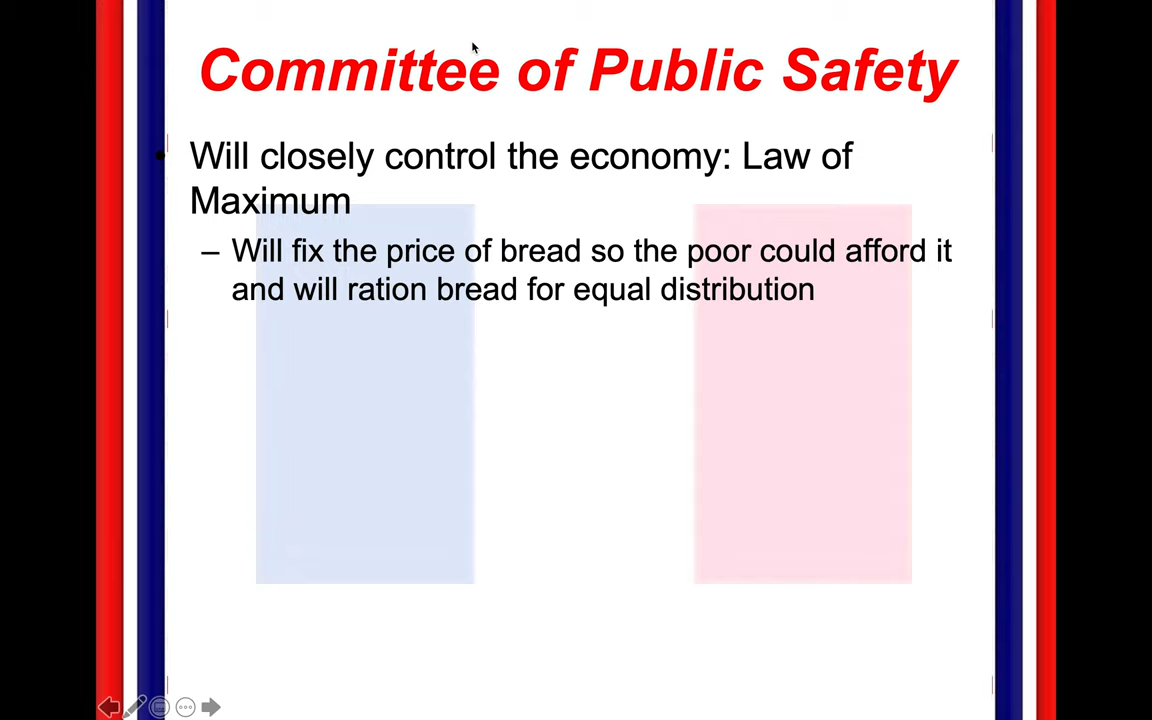 Committee of Public Safety
• Will closely control the economy: Law of
Maximum
– Will fix the price of bread so the poor could afford it
and will ration bread for equal distribution